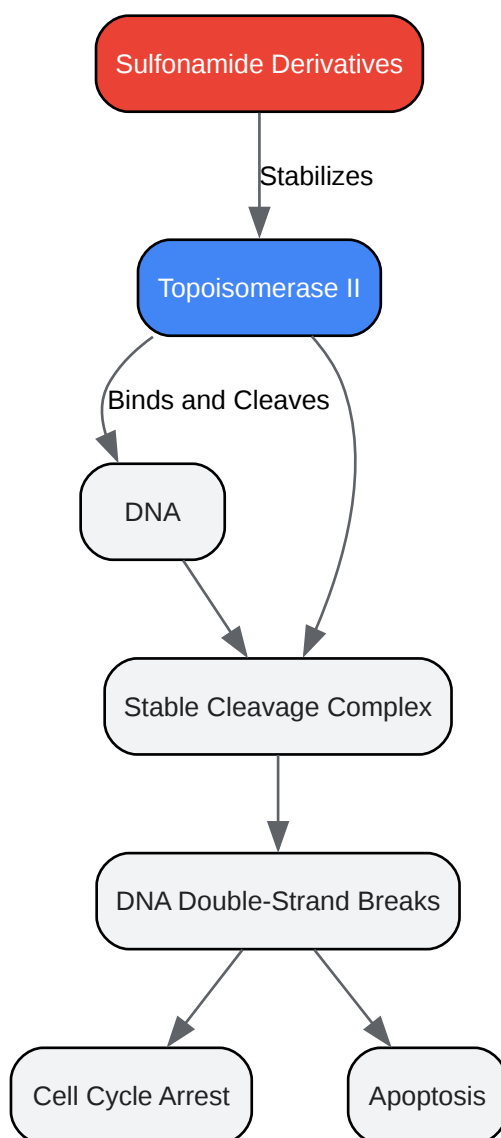 Sulfonamide Derivatives
Stabilizes
Topoisomerase II
Binds and Cleaves
DNA
Stable Cleavage Complex
DNA Double-Strand Breaks
Cell Cycle Arrest
Apoptosis